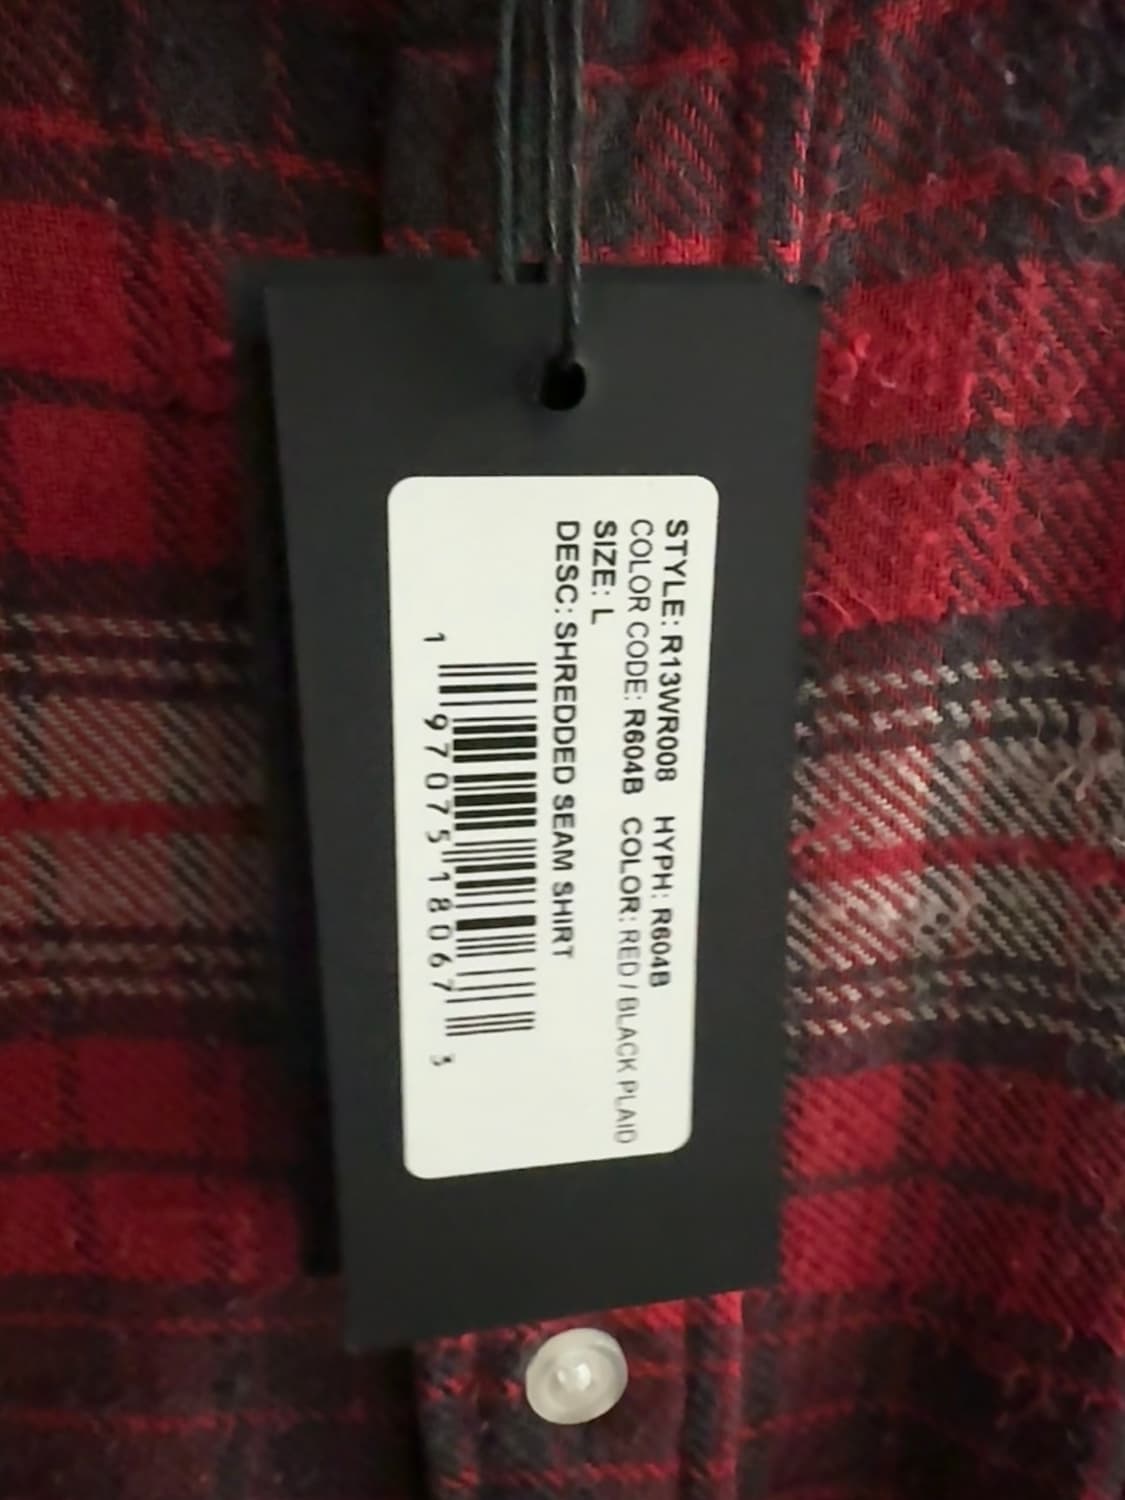 STYLE: R13WR008 HYPH: R604B
COLOR CODE: R604B COLOR: RED / BLACK PLAID
SIZE: L
DESC: SHREDDED SEAM SHIRT
1 97075 18067 3